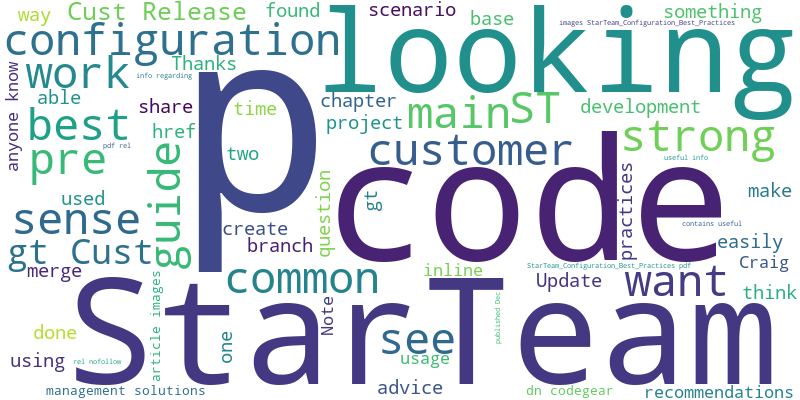 way
Cust Release
found
scenario
base
something
images StarTeam_Configuration_Best_Practices
configuration
Thanks
looking
work
info regarding
able
share
time
chapter
main
ST
development
anyone know
best
href
project
strong
pdf rel
pre
guide
two
p
customer
code
useful info
gt
practices
make
used
sense
create
question
branch
contains useful
easily
gt Cust
merge
common
inline
StarTeam_Configuration_Best_Practices pdf
Craig
StarTeam
article images
Note
Update
want
think
done
one
see
published Dec
using
rel nofollow
usage
management solutions
advice
dn codegear
recommendations